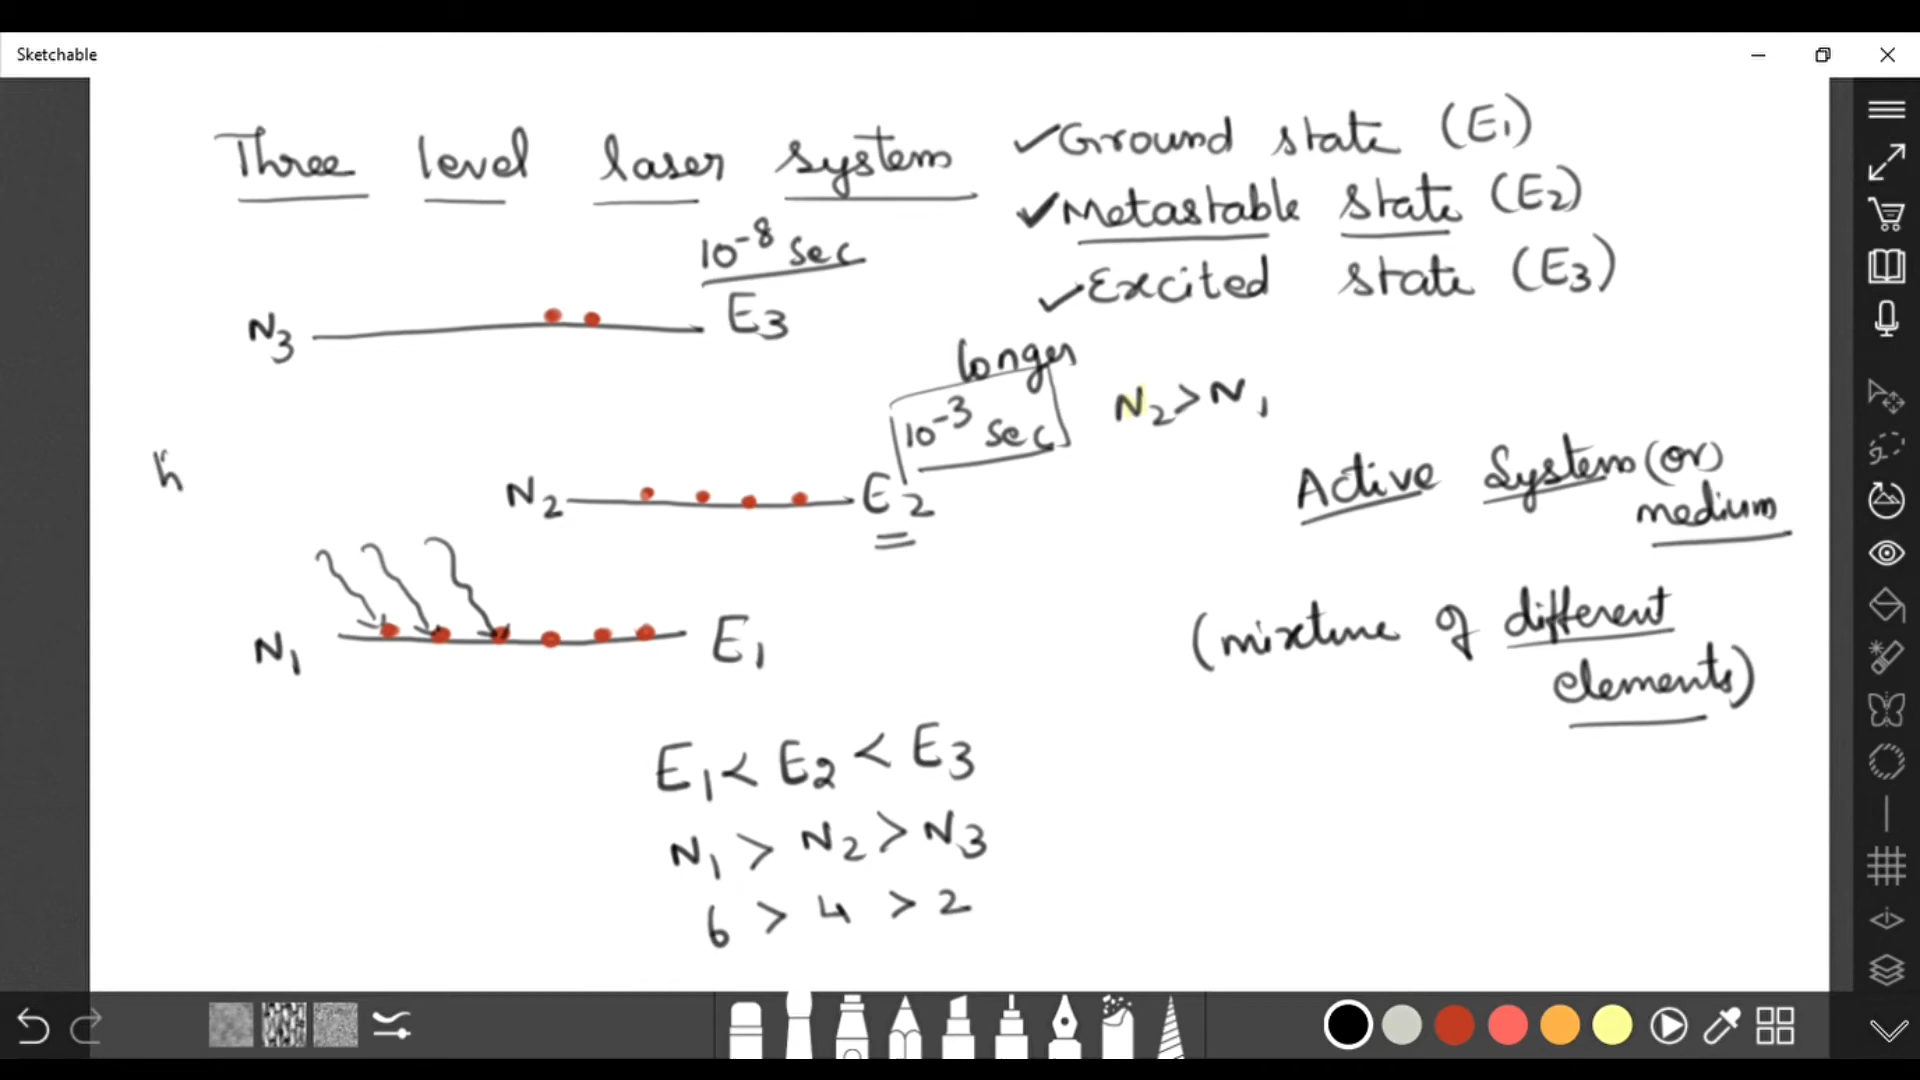 Sketchable
Three level laser system
✓Ground state (E1)
✓Metastable state (E2)
✓Excited state (E3)
10⁻⁸ sec
N3 E3
longer
10⁻³ sec
N2 > N1
N2 E2
Active System (or)
medium
h
N1 E1
(mixture of different
elements)
E1 < E2 < E3
N1 > N2 > N3
6 > 4 > 2